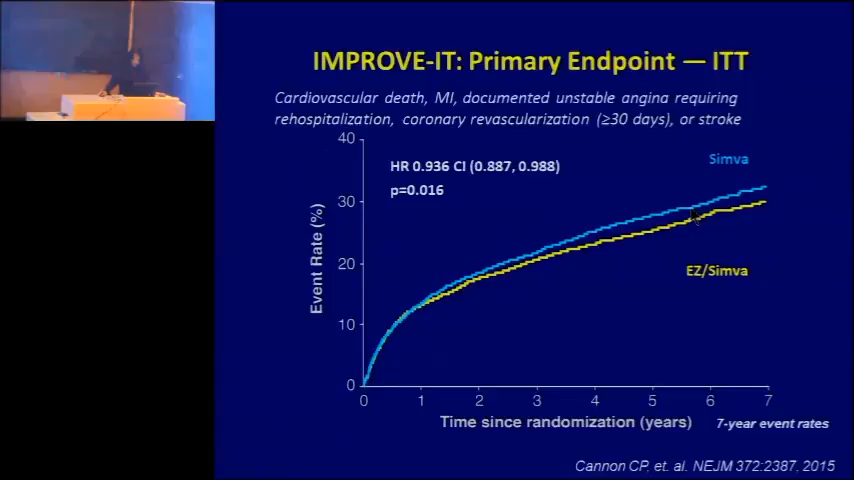 IMPROVE-IT: Primary Endpoint — ITT
Cardiovascular death, MI, documented unstable angina requiring
rehospitalization, coronary revascularization (≥30 days), or stroke
40
30
20
10
0
Event Rate (%)
HR 0.936 CI (0.887, 0.988)
p=0.016
Simva
EZ/Simva
0 1 2 3 4 5 6 7
Time since randomization (years)
7-year event rates
Cannon CP, et. al. NEJM 372:2387, 2015